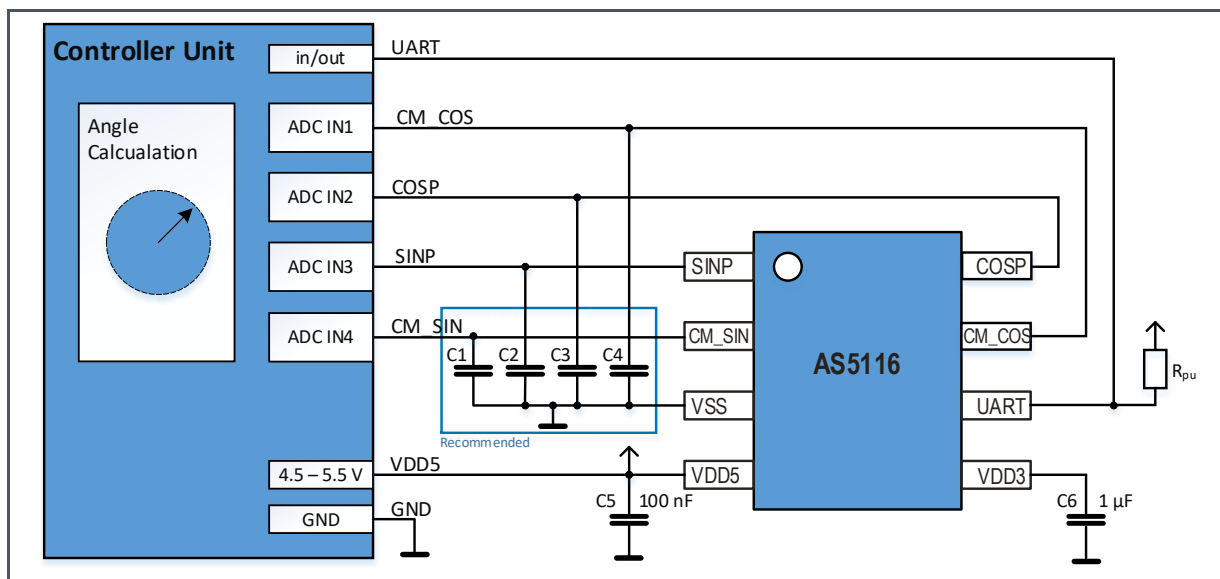 Controller Unit
in/out
UART
Angle
Calcualation
ADC IN1
CM_COS
ADC IN2
COSP
ADC IN3
SINP
ADC IN4
CM_SIN
C1
C2
C3
C4
Recommended
SINP
CM_SIN
VSS
VDD5
AS5116
COSP
CM_COS
UART
VDD3
Rpu
4.5 – 5.5 V
VDD5
GND
GND
C5 100 nF
C6 1 µF